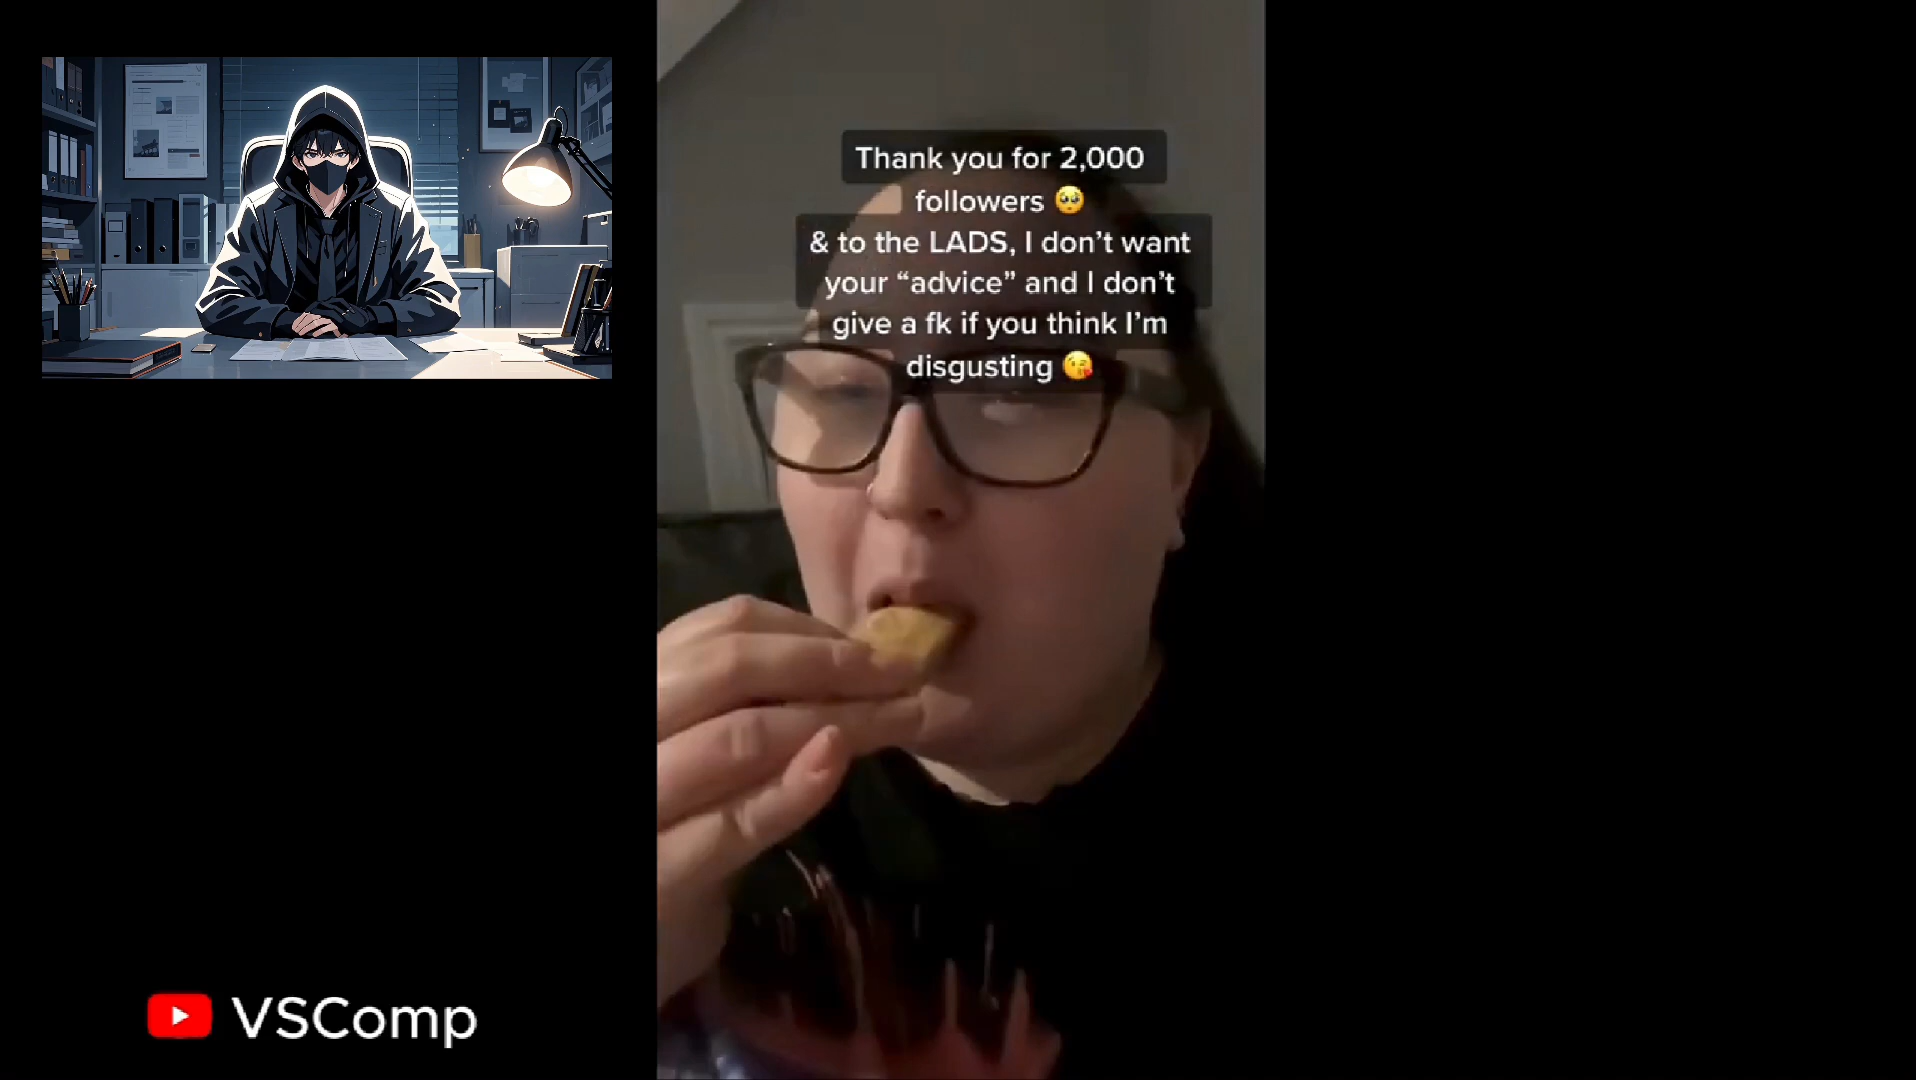 Thank you for 2,000
followers 🥺
& to the LADS, I don’t want
your “advice” and I don’t
give a fk if you think I’m
disgusting 😘
VSComp